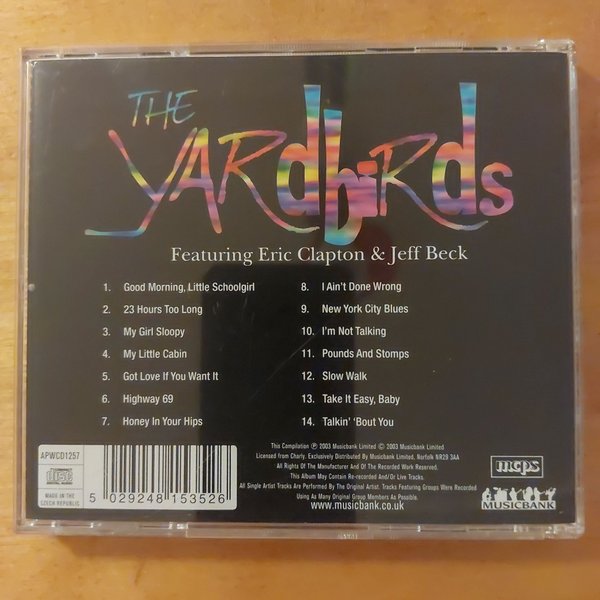 THE
YARDbiRds
Featuring Eric Clapton & Jeff Beck
1. Good Morning, Little Schoolgirl
2. 23 Hours Too Long
3. My Girl Sloopy
4. My Little Cabin
5. Got Love If You Want It
6. Highway 69
7. Honey In Your Hips
8. I Ain't Done Wrong
9. New York City Blues
10. I'm Not Talking
11. Pounds And Stomps
12. Slow Walk
13. Take It Easy, Baby
14. Talkin' 'Bout You
APWCD1257
COMPACT
disc
DIGITAL AUDIO
MADE IN THE
CZECH REPUBLIC
5 029248 153526
This Compilation ℗ 2003 Musicbank Limited © 2003 Musicbank Limited
Licensed from Charly. Exclusively Distributed By Musicbank Limited, Norfolk NR29 3AA
All Rights Of The Manufacturer And Of The Recorded Work Reserved.
This Album May Contain Re-recorded And/Or Live Tracks.
All Single Artist Tracks Are Performed By The Original Artist. Tracks Featuring Groups Were Recorded
Using As Many Original Group Members As Possible.
www.musicbank.co.uk
mcps
MUSICBANK